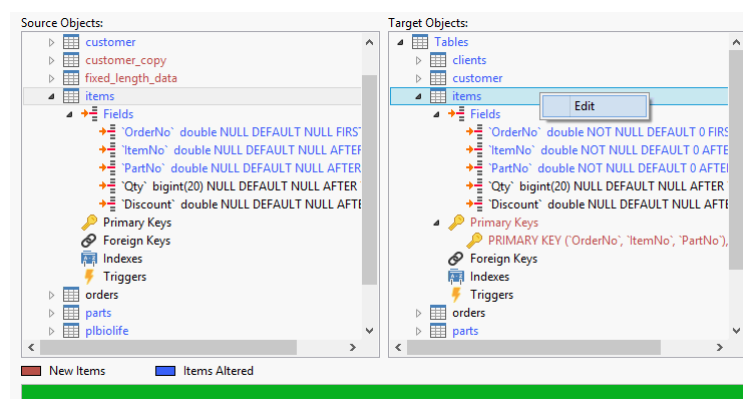 Source Objects:
customer
customer_copy
fixed_length_data
items
Fields
`OrderNo` double NULL DEFAULT NULL FIRS
`ItemNo` double NULL DEFAULT NULL AFTER
`PartNo` double NULL DEFAULT NULL AFTER
`Qty` bigint(20) NULL DEFAULT NULL AFTER
`Discount` double NULL DEFAULT NULL AFTE
Primary Keys
Foreign Keys
Indexes
Triggers
orders
parts
plbiolife
Target Objects:
Tables
clients
customer
items
Edit
Fields
`OrderNo` double NOT NULL DEFAULT 0 FIRS
`ItemNo` double NOT NULL DEFAULT 0 AFTE
`PartNo` double NOT NULL DEFAULT 0 AFTE
`Qty` bigint(20) NULL DEFAULT NULL AFTER
`Discount` double NULL DEFAULT NULL AFTE
Primary Keys
PRIMARY KEY (`OrderNo`, `ItemNo`, `PartNo`),
Foreign Keys
Indexes
Triggers
orders
parts
New Items
Items Altered